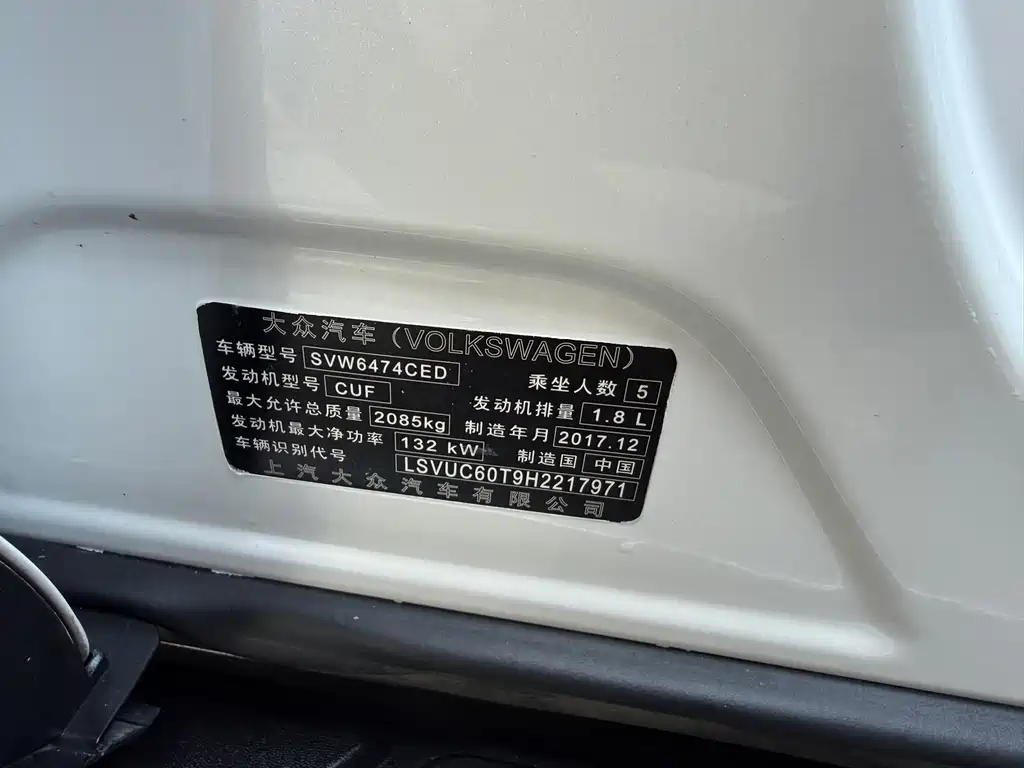 大众汽车（VOLKSWAGEN）
车辆型号 SVW6474CED 乘坐人数 5
发动机型号 CUF 发动机排量 1.8 L
最大允许总质量 2085kg 制造年月 2017.12
发动机最大净功率 132 kW 制造国 中国
车辆识别代号 LSVUC60T9H2217971
上汽大众汽车有限公司